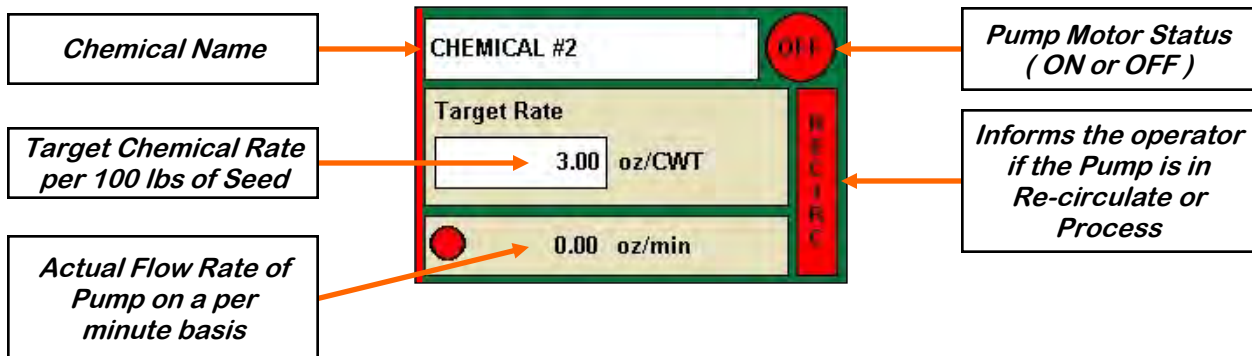 Chemical Name
CHEMICAL #2
OFF
Pump Motor Status
( ON or OFF )
Target Chemical Rate
per 100 lbs of Seed
Target Rate
3.00 oz/CWT
RECIRC
Informs the operator
if the Pump is in
Re-circulate or
Process
Actual Flow Rate of
Pump on a per
minute basis
0.00 oz/min